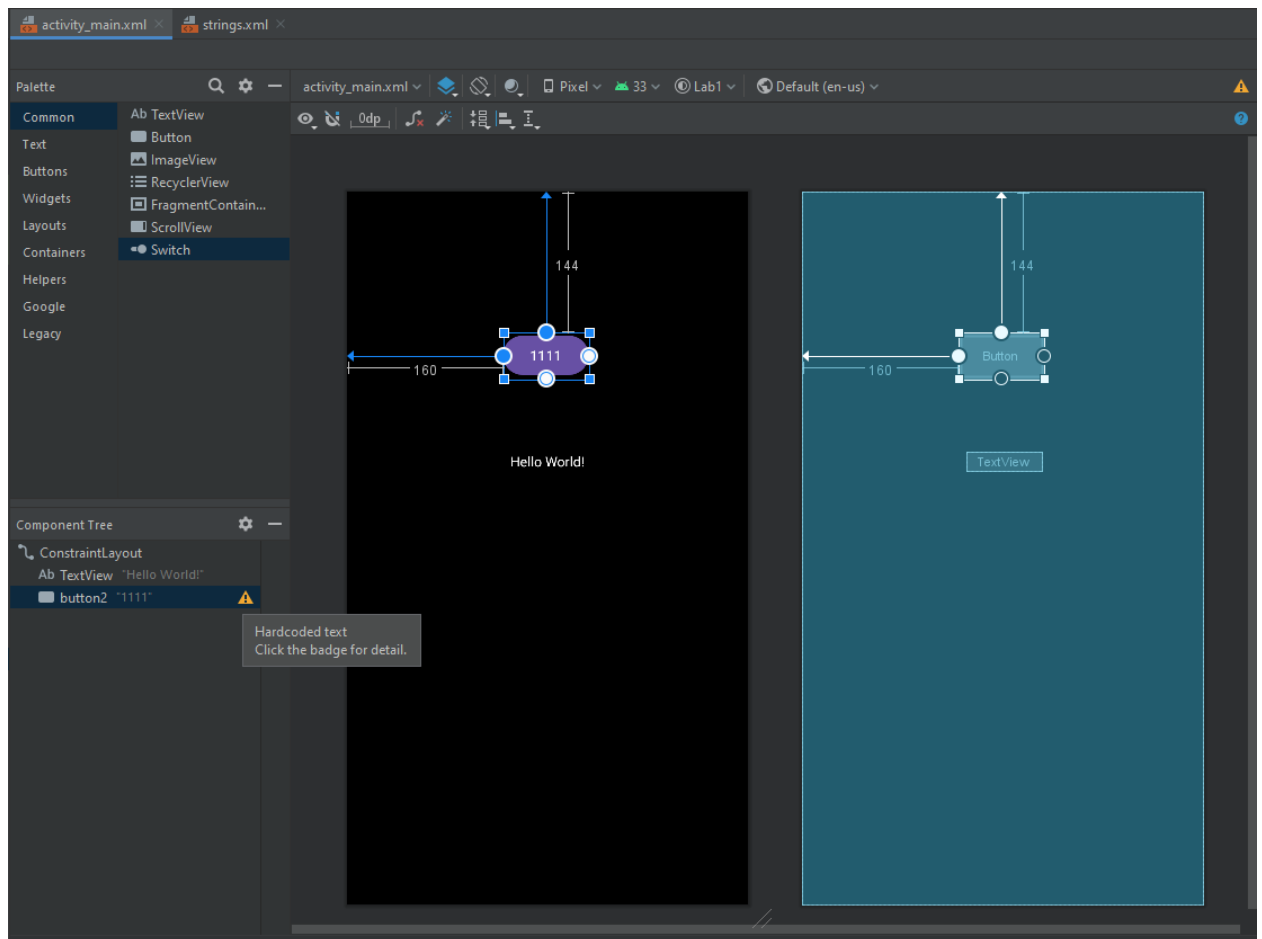 activity_main.xml strings.xml
Palette
Common
Text
Buttons
Widgets
Layouts
Containers
Helpers
Google
Legacy
Ab TextView
Button
ImageView
RecyclerView
FragmentContain...
ScrollView
Switch
activity_main.xml Pixel 33 Lab1 Default (en-us)
0dp
144
160
1111
Hello World!
144
160
Button
TextView
Component Tree
ConstraintLayout
Ab TextView "Hello World!"
button2 "1111"
Hardcoded text
Click the badge for detail.